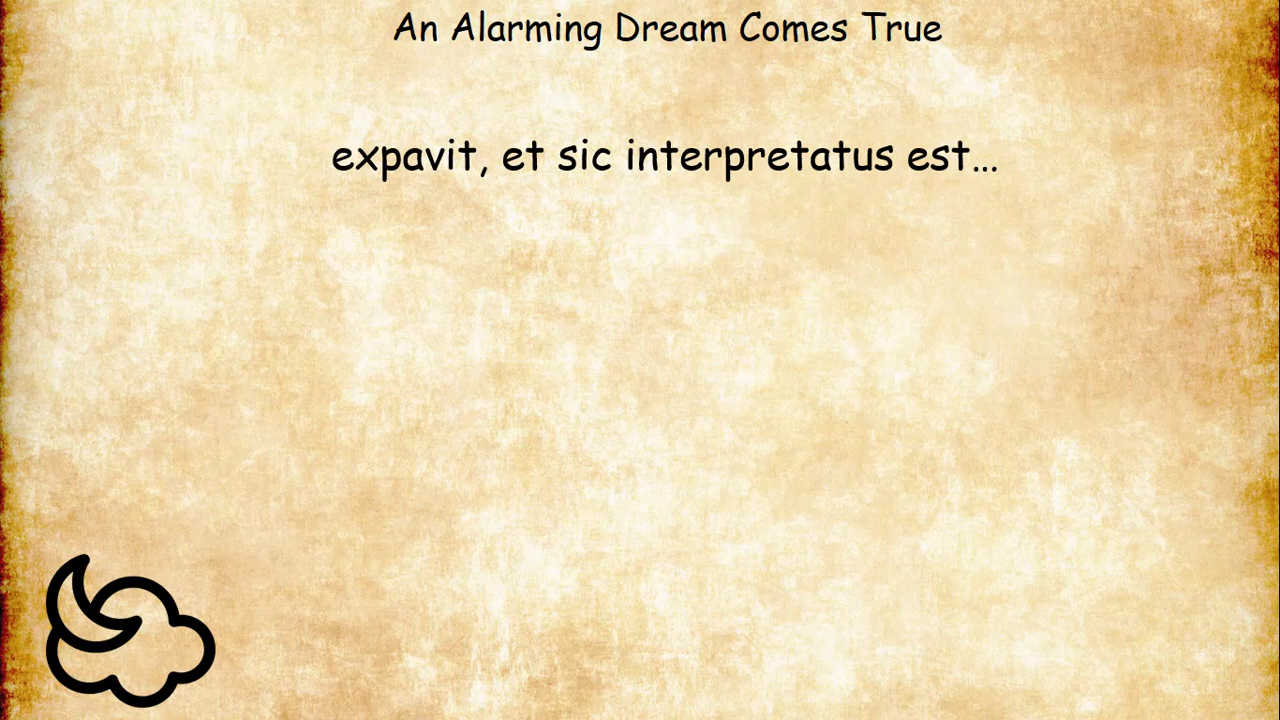 An Alarming Dream Comes True
expavit, et sic interpretatus est...